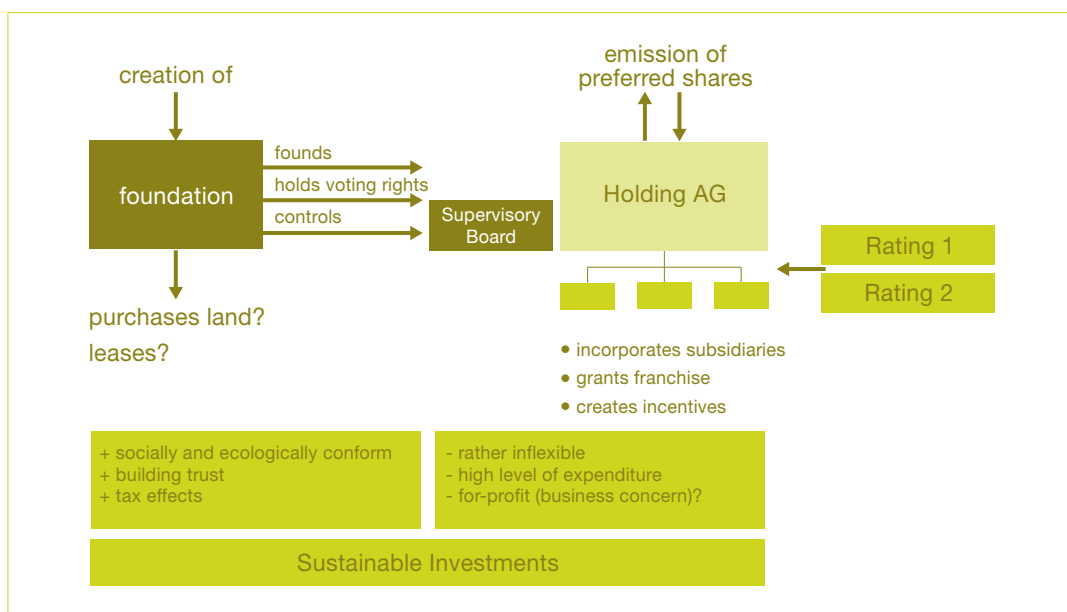 creation of
emission of
preferred shares
foundation
founds
holds voting rights
controls
Supervisory
Board
Holding AG
Rating 1
Rating 2
purchases land?
leases?
• incorporates subsidiaries
• grants franchise
• creates incentives
+ socially and ecologically conform
+ building trust
+ tax effects
- rather inflexible
- high level of expenditure
- for-profit (business concern)?
Sustainable Investments